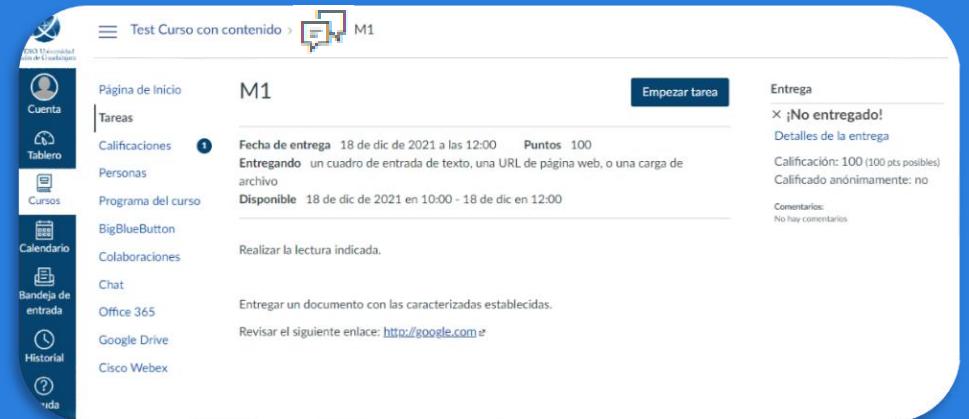 Test Curso con contenido › M1
Cuenta
Tablero
Cursos
Calendario
Bandeja de
entrada
Historial
Página de Inicio
Tareas
Calificaciones 1
Personas
Programa del curso
BigBlueButton
Colaboraciones
Chat
Office 365
Google Drive
Cisco Webex
M1
Empezar tarea
Fecha de entrega 18 de dic de 2021 a las 12:00 Puntos 100
Entregando un cuadro de entrada de texto, una URL de página web, o una carga de
archivo
Disponible 18 de dic de 2021 en 10:00 - 18 de dic en 12:00
Realizar la lectura indicada.
Entregar un documento con las caracterizadas establecidas.
Revisar el siguiente enlace: http://google.com
Entrega
× ¡No entregado!
Detalles de la entrega
Calificación: 100 (100 pts posibles)
Calificado anónimamente: no
Comentarios:
No hay comentarios